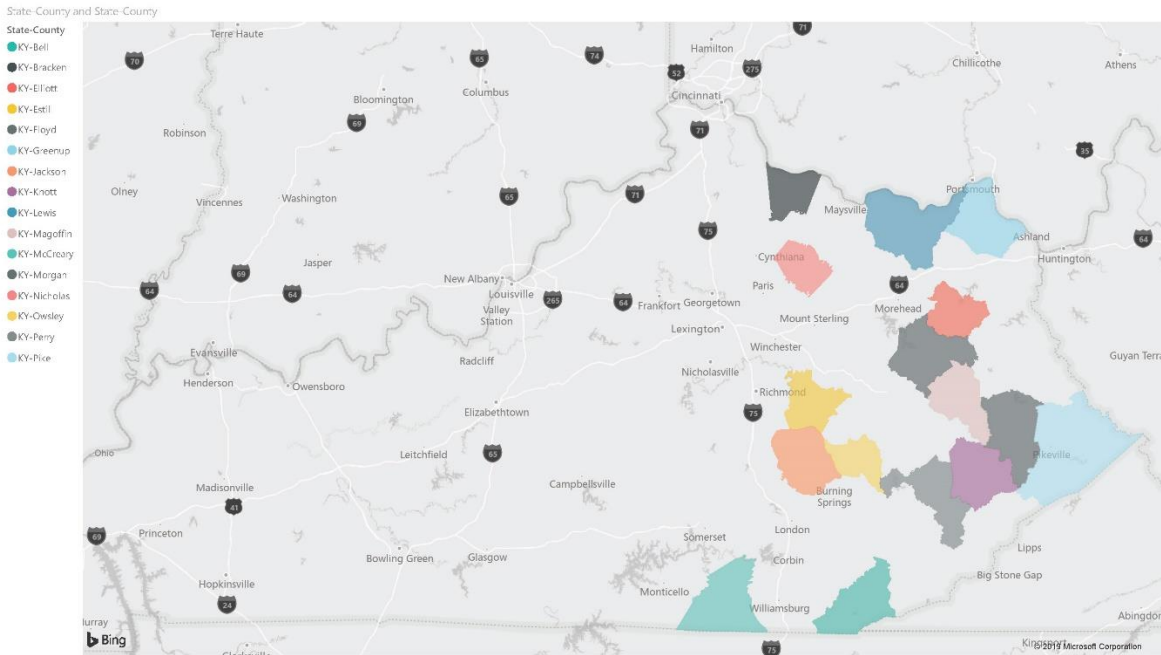 State-County and State-County
State-County
KY-Bell
KY-Bracken
KY-Elliott
KY-Estill
KY-Floyd
KY-Greenup
KY-Jackson
KY-Knott
KY-Lewis
KY-Magoffin
KY-McCreary
KY-Morgan
KY-Nicholas
KY-Owsley
KY-Perry
KY-Pike
Terre Haute
70
65
74
Hamilton
71
52
275
Chillicothe
Athens
Columbus
Bloomington
Cincinnati
69
Robinson
71
35
Olney
Vincennes
Washington
65
71
Portsmouth
Maysville
75
Ashland
64
Huntington
Jasper
69
Cynthiana
64
64
New Albany
Louisville
265
64
64
Paris
Frankfort
Georgetown
Morehead
Valley
Station
Mount Sterling
Lexington
Winchester
Evansville
Radcliff
Guyan Terra
Nicholasville
Henderson
Owensboro
Richmond
Elizabethtown
75
Ohio
Leitchfield
65
Pikeville
Madisonville
Campbellsville
Burning
Springs
41
69
Princeton
London
Somerset
Bowling Green
Glasgow
Corbin
Lipps
Hopkinsville
Big Stone Gap
Monticello
24
Williamsburg
Abingdon
Murray
Bing
75
Kingsport
Clarksville
© 2019 Microsoft Corporation